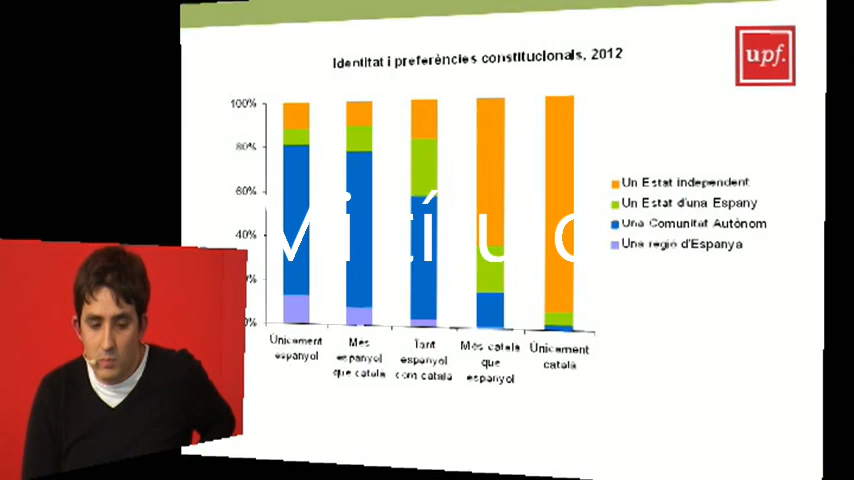 Identitat i preferències constitucionals, 2012
upf.
100%
80%
60%
40%
Mi título
Un Estat independent
Un Estat d'una Espany
Una Comunitat Autònom
Una regió d'Espanya
Únicament espanyol
Més espanyol que català
Tant espanyol com català
Més català que espanyol
Únicament català